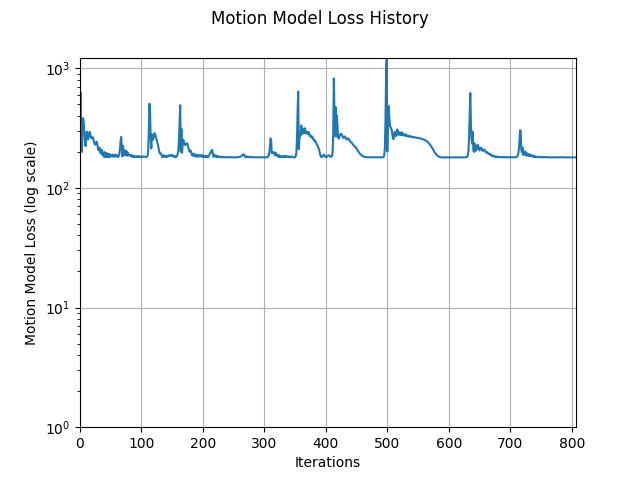 Motion Model Loss History
Motion Model Loss (log scale)
10³
10²
10¹
10⁰
0 100 200 300 400 500 600 700 800
Iterations